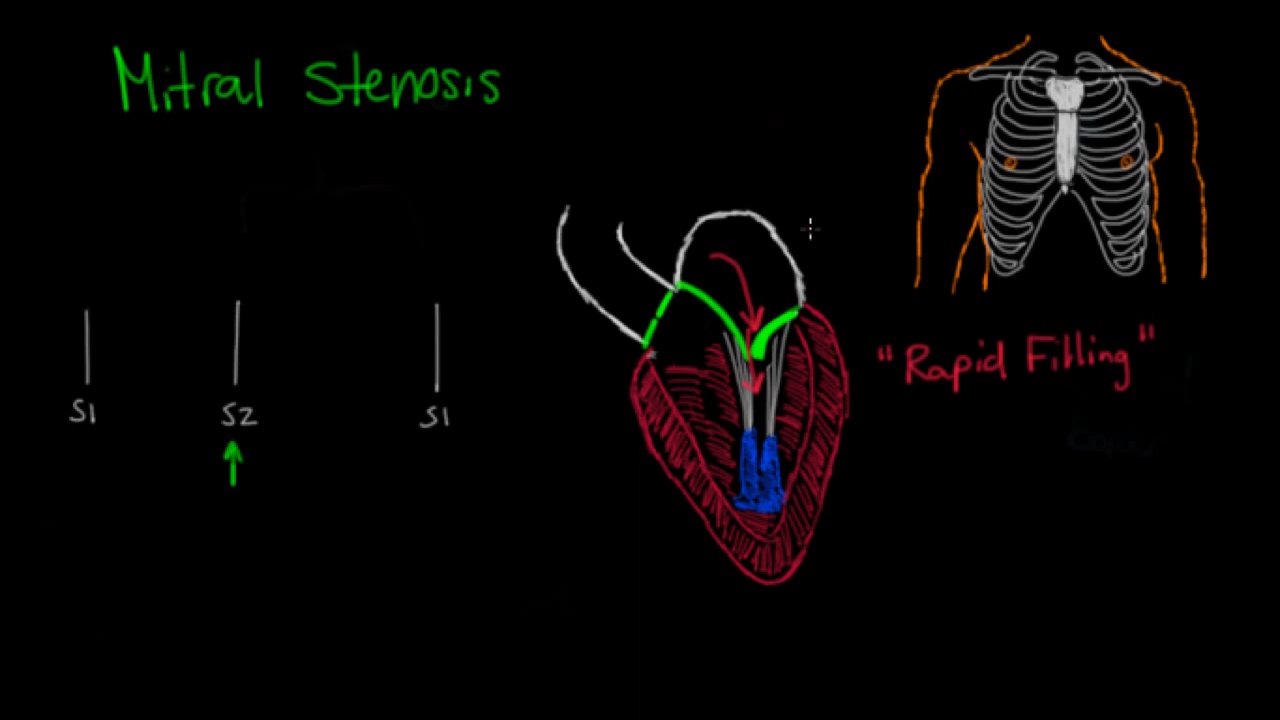 Mitral Stenosis
"Rapid Filling"
S1 S2 S1